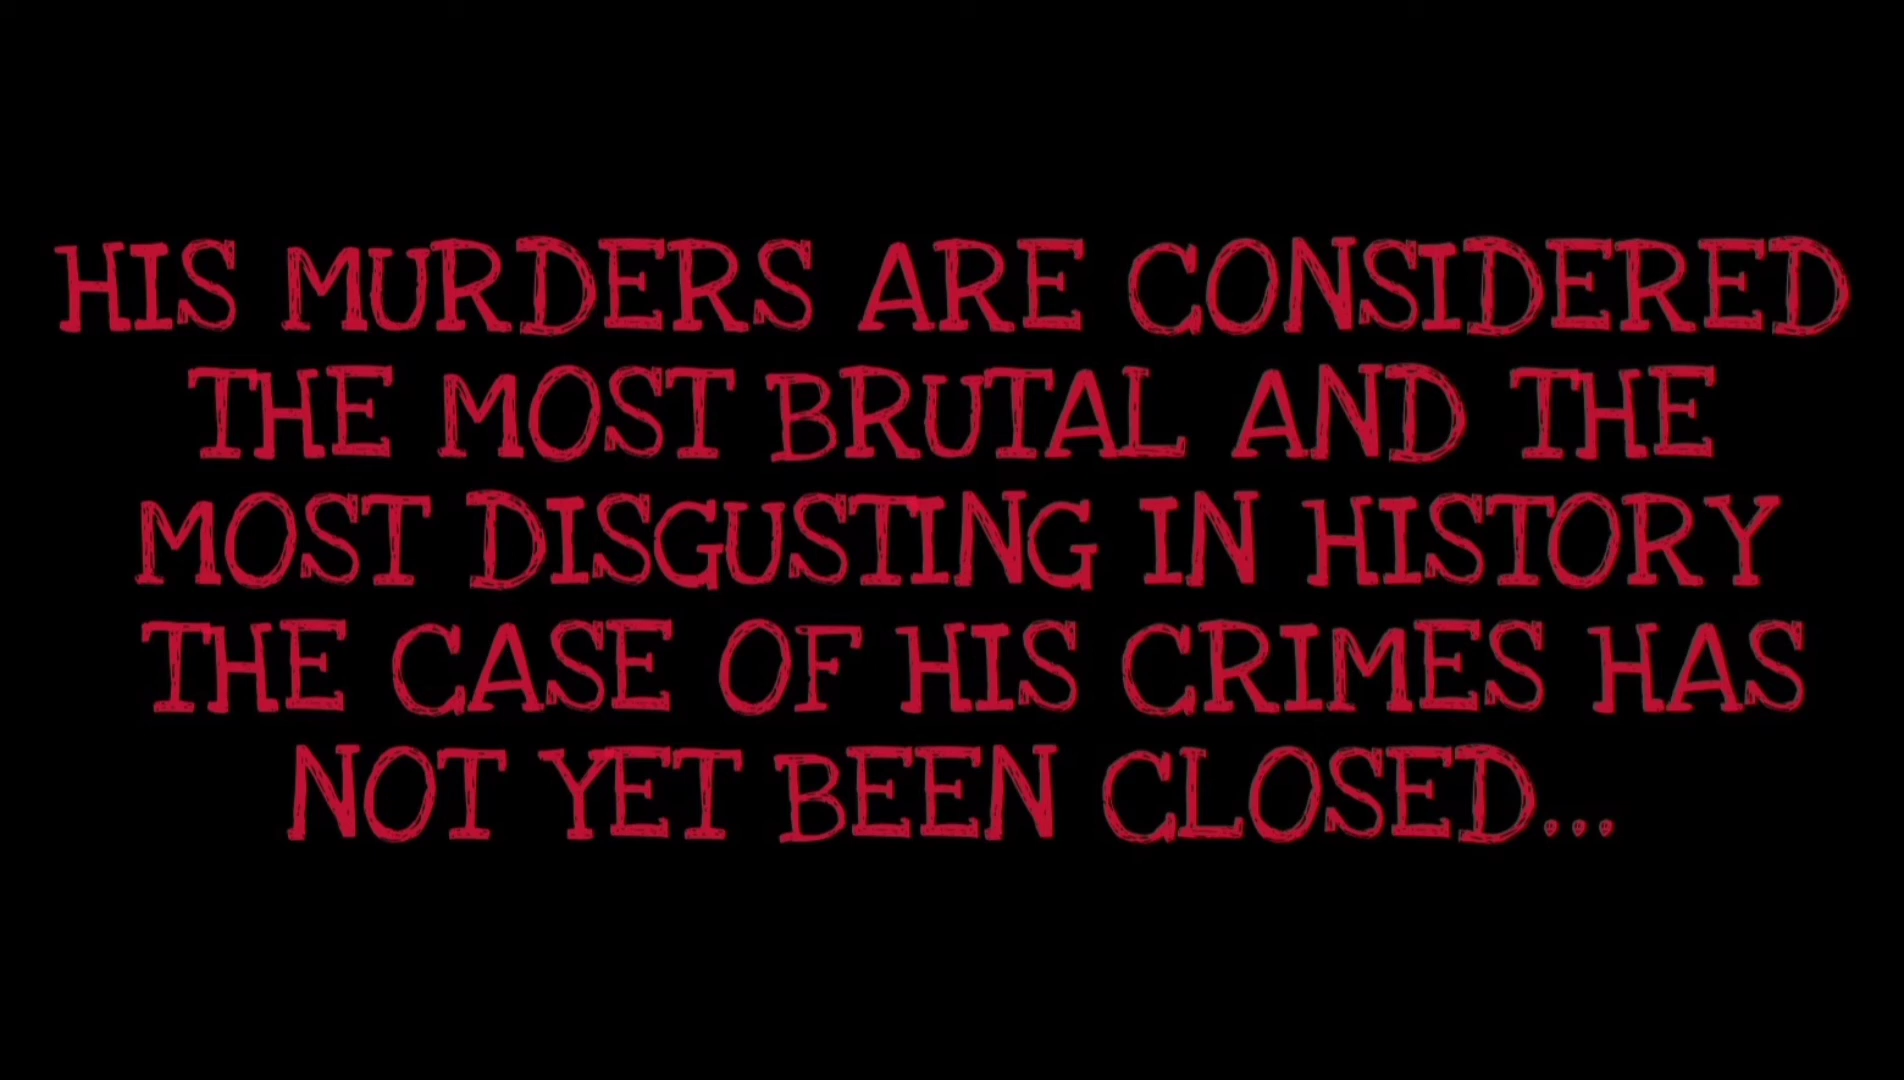 HIS MURDERS ARE CONSIDERED
THE MOST BRUTAL AND THE
MOST DISGUSTING IN HISTORY
THE CASE OF HIS CRIMES HAS
NOT YET BEEN CLOSED...